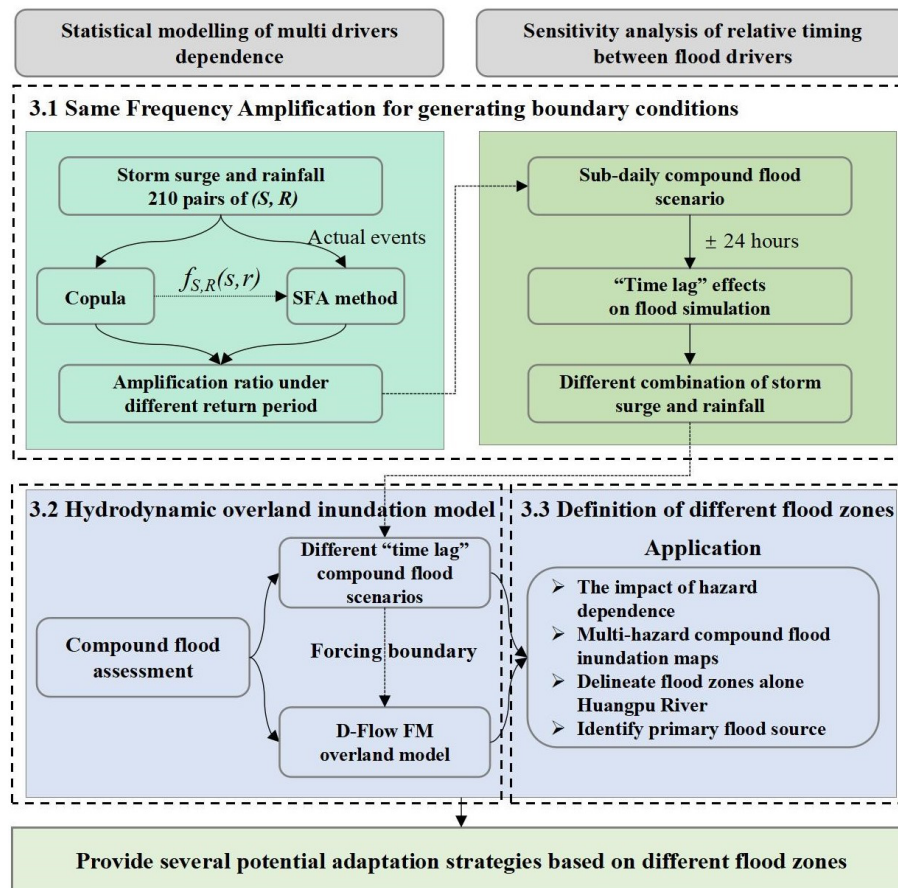 Statistical modelling of multi drivers
dependence
Sensitivity analysis of relative timing
between flood drivers
3.1 Same Frequency Amplification for generating boundary conditions
Storm surge and rainfall
210 pairs of (S, R)
Actual events
Copula
f_{S,R}(s,r)
SFA method
Amplification ratio under
different return period
Sub-daily compound flood
scenario
± 24 hours
“Time lag” effects
on flood simulation
Different combination of storm
surge and rainfall
3.2 Hydrodynamic overland inundation model
Different “time lag”
compound flood
scenarios
Compound flood
assessment
Forcing boundary
D-Flow FM
overland model
3.3 Definition of different flood zones
Application
➢ The impact of hazard
dependence
➢ Multi-hazard compound flood
inundation maps
➢ Delineate flood zones alone
Huangpu River
➢ Identify primary flood source
Provide several potential adaptation strategies based on different flood zones